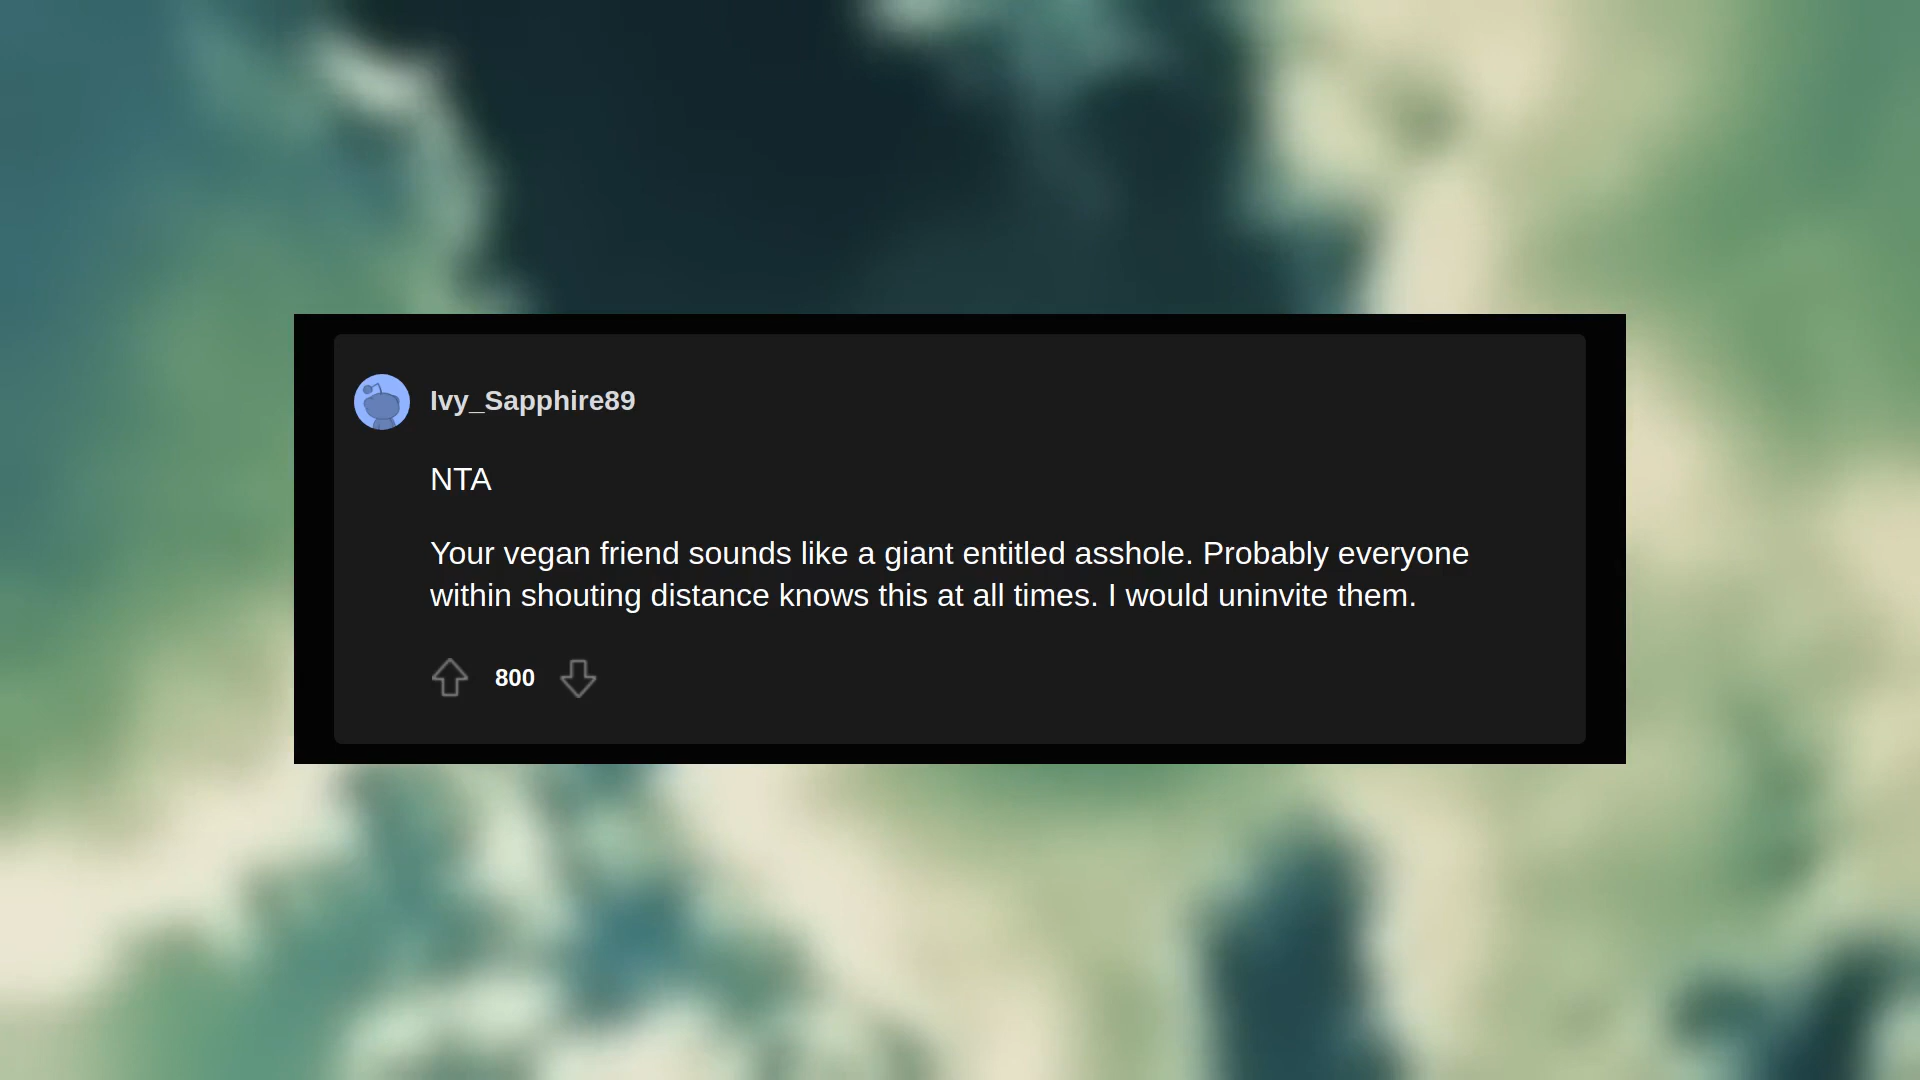 Ivy_Sapphire89
NTA
Your vegan friend sounds like a giant entitled asshole. Probably everyone
within shouting distance knows this at all times. I would uninvite them.
800